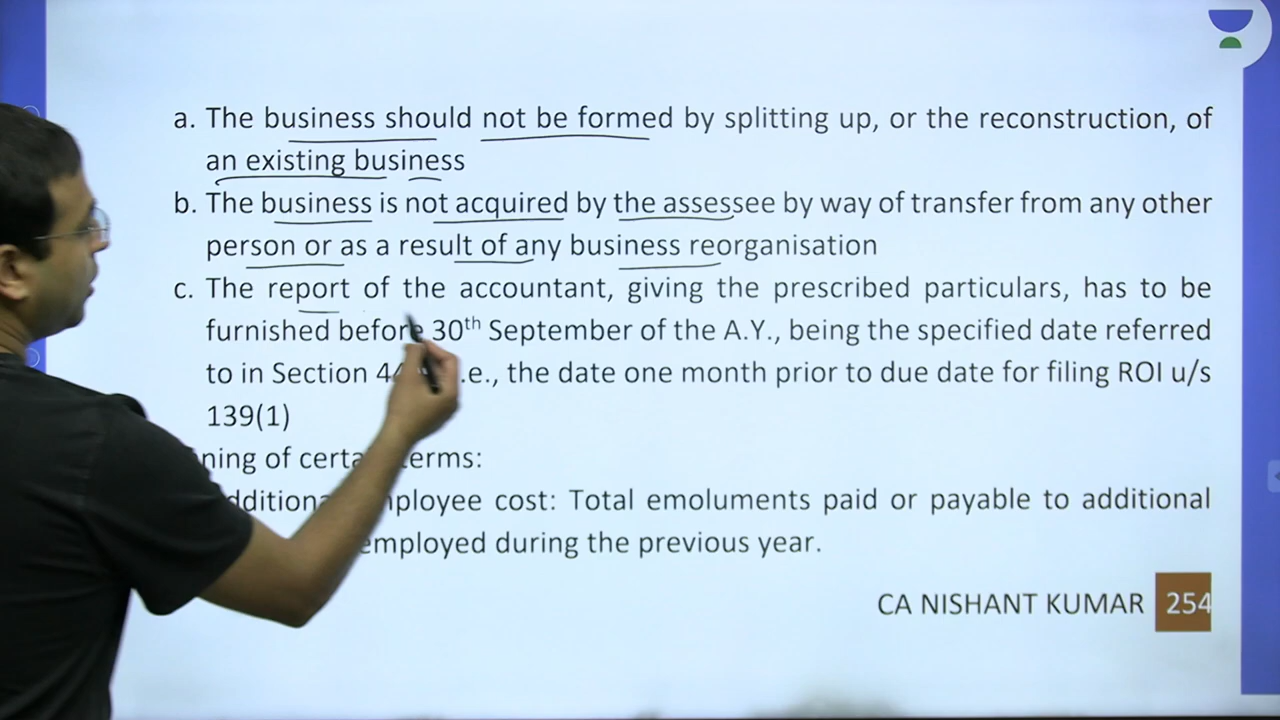 a. The business should not be formed by splitting up, or the reconstruction, of
an existing business
b. The business is not acquired by the assessee by way of transfer from any other
person or as a result of any business reorganisation
c. The report of the accountant, giving the prescribed particulars, has to be
furnished before 30th September of the A.Y., being the specified date referred
to in Section .e., the date one month prior to due date for filing ROI u/s
139(1)
of terms:
employee cost: Total emoluments paid or payable to additional
employed during the previous year.
CA NISHANT KUMAR 254